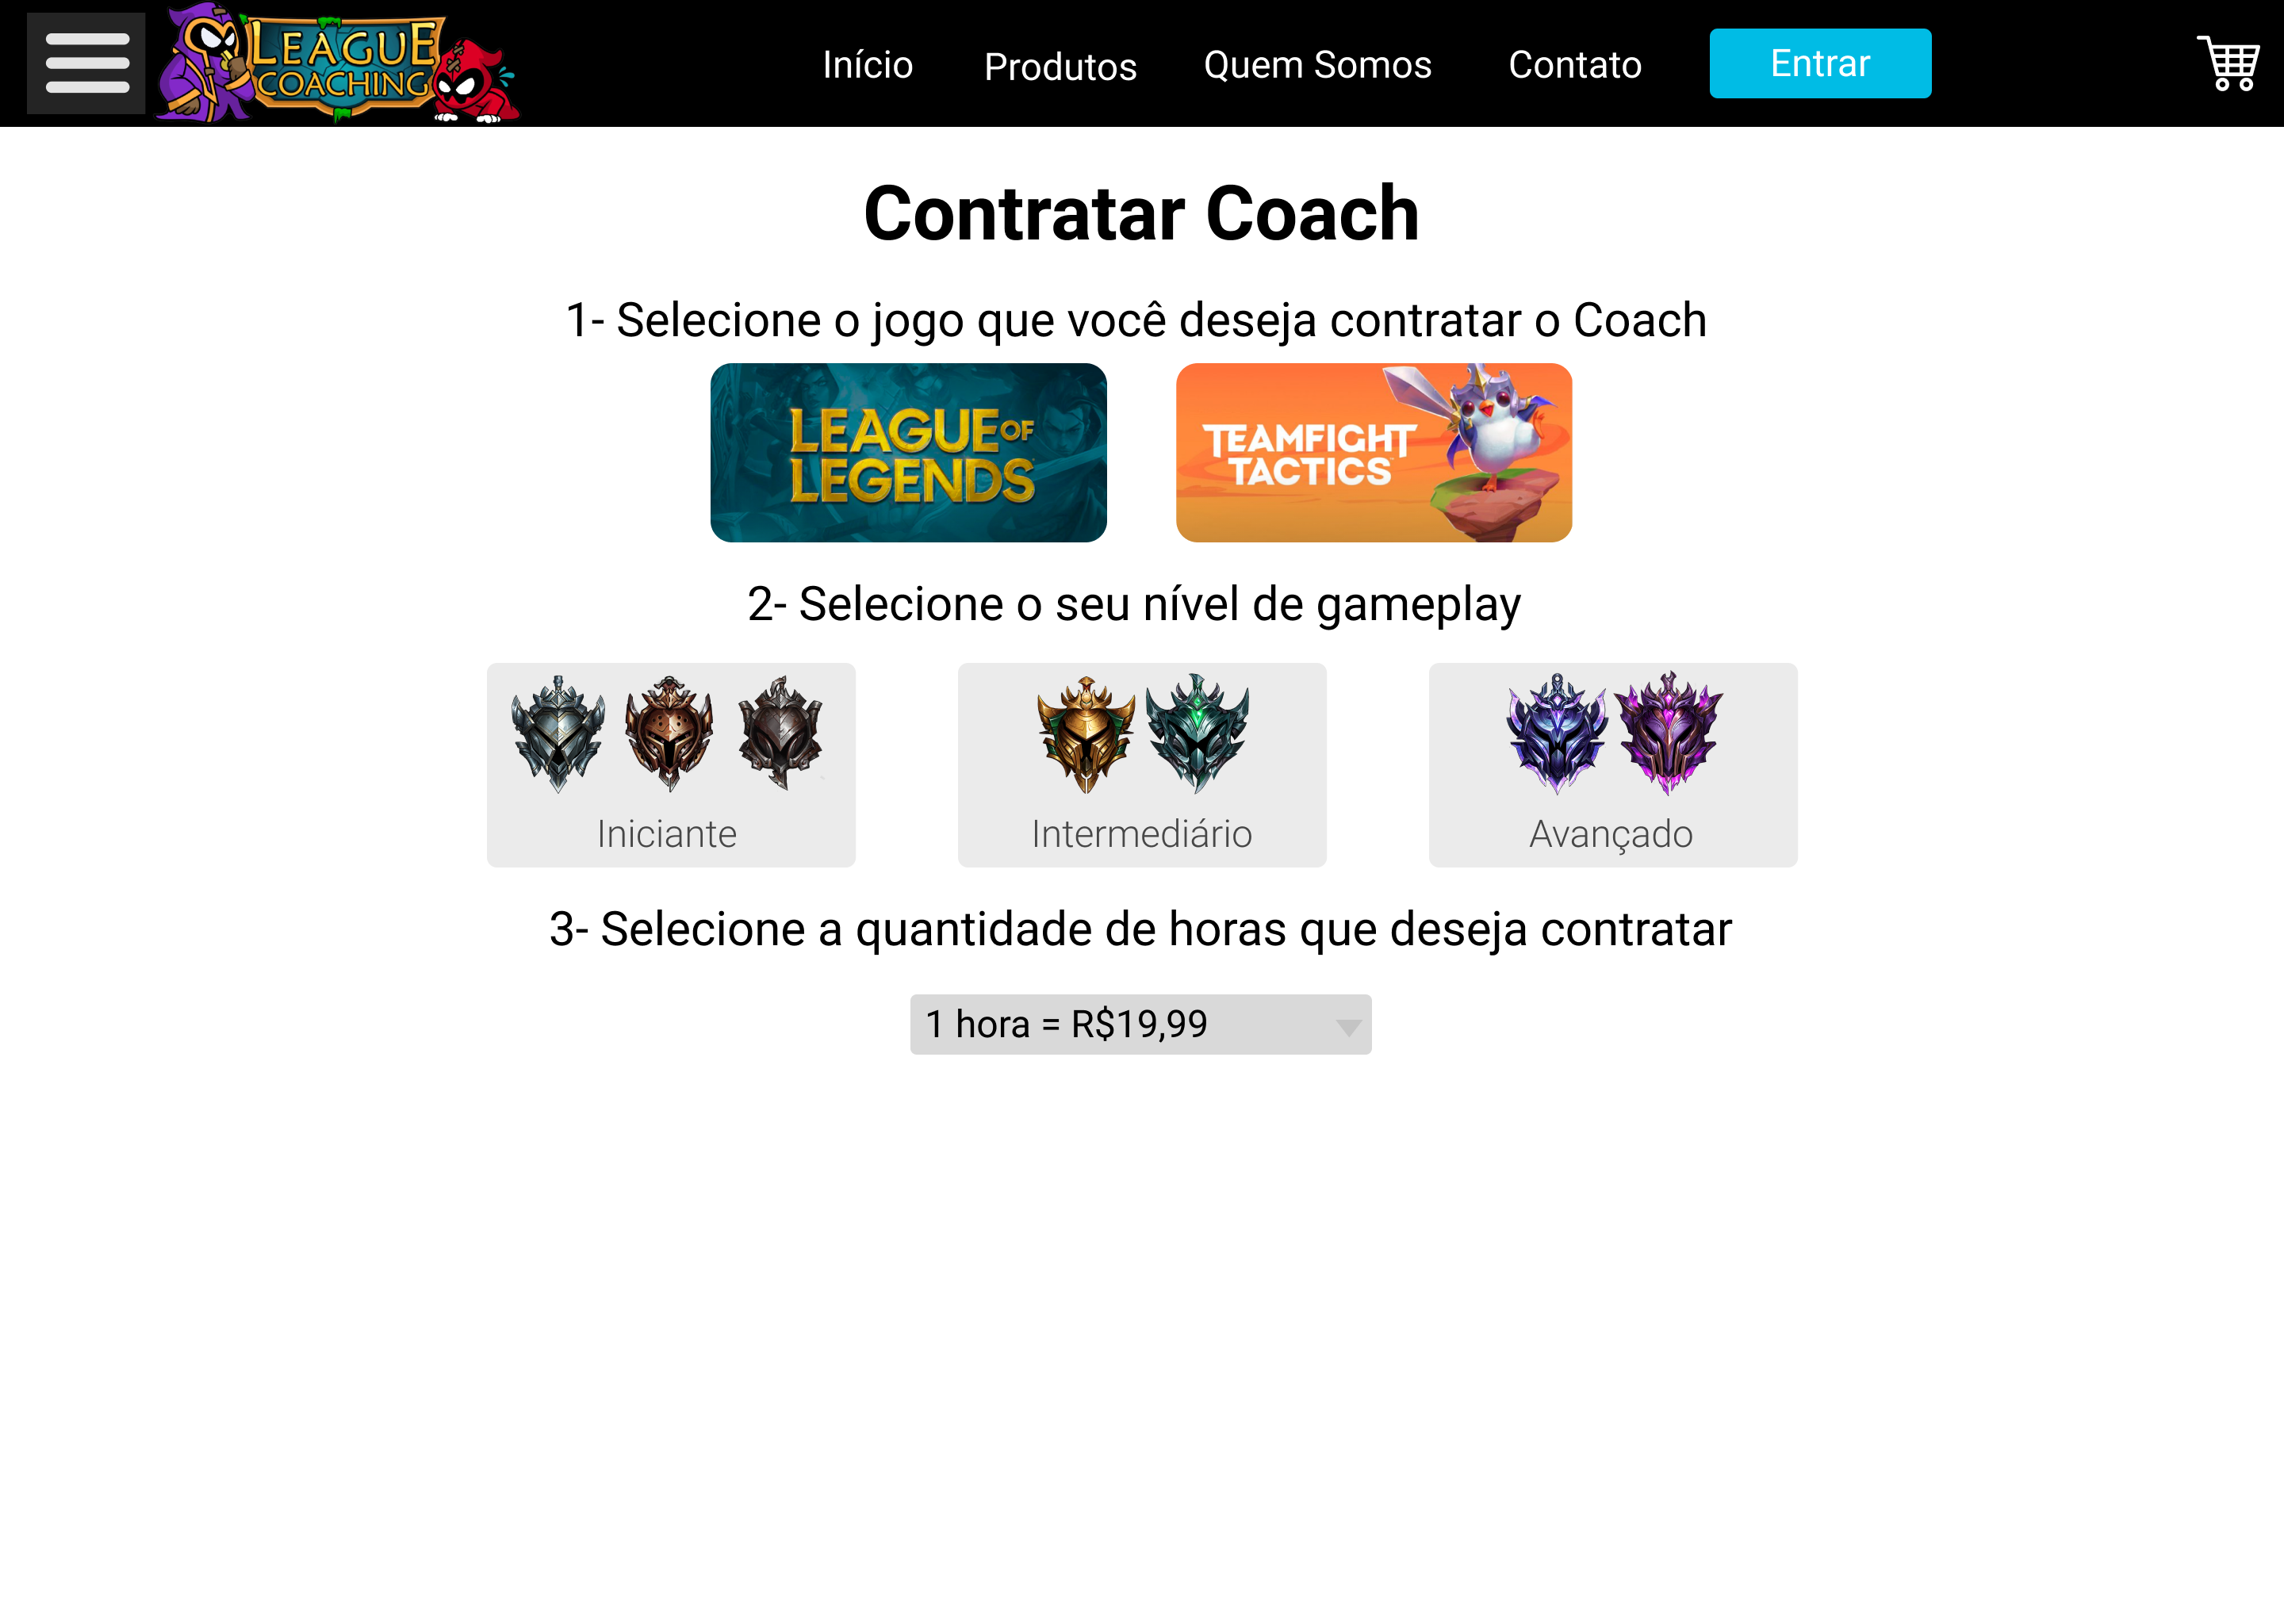 LEAGUE
COACHING
Início
Produtos
Quem Somos
Contato
Entrar
Contratar Coach
1- Selecione o jogo que você deseja contratar o Coach
LEAGUE OF
LEGENDS
TEAMFIGHT
TACTICS
2- Selecione o seu nível de gameplay
Iniciante
Intermediário
Avançado
3- Selecione a quantidade de horas que deseja contratar
1 hora = R$19,99